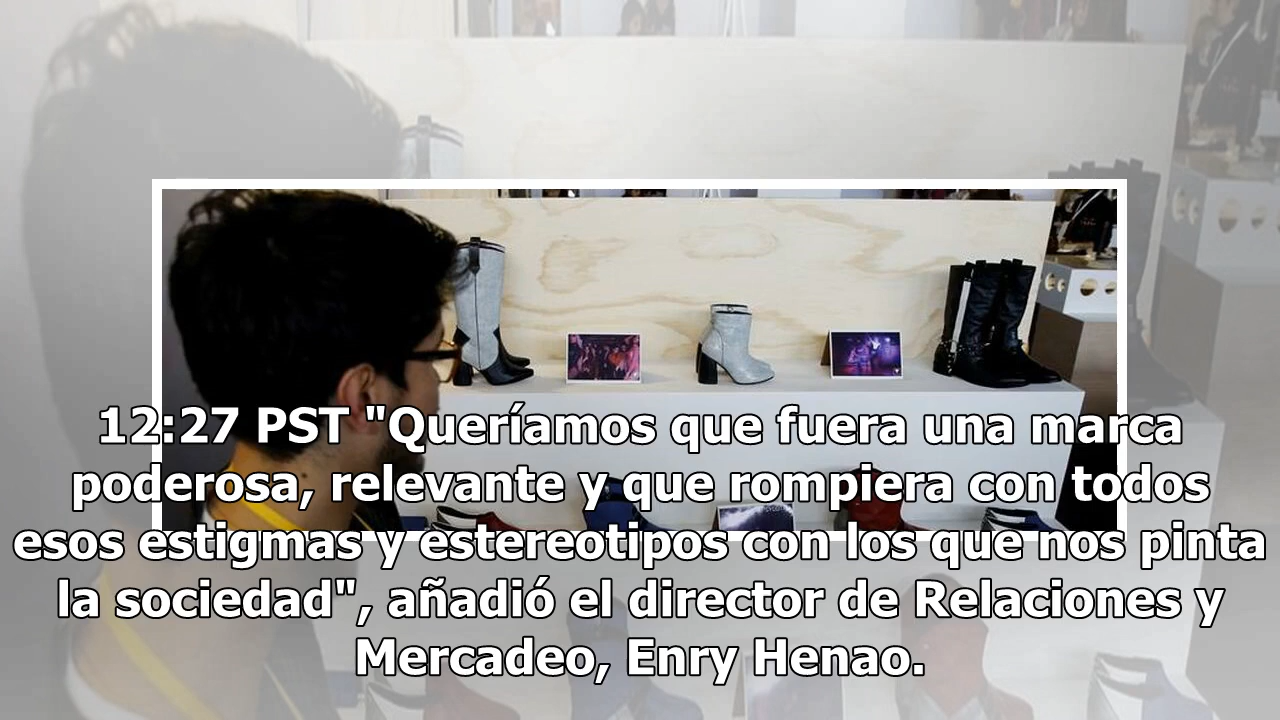 12:27 PST "Queríamos que fuera una marca
poderosa, relevante y que rompiera con todos
esos estigmas y estereotipos con los que nos pinta
la sociedad", añadió el director de Relaciones y
Mercadeo, Enry Henao.